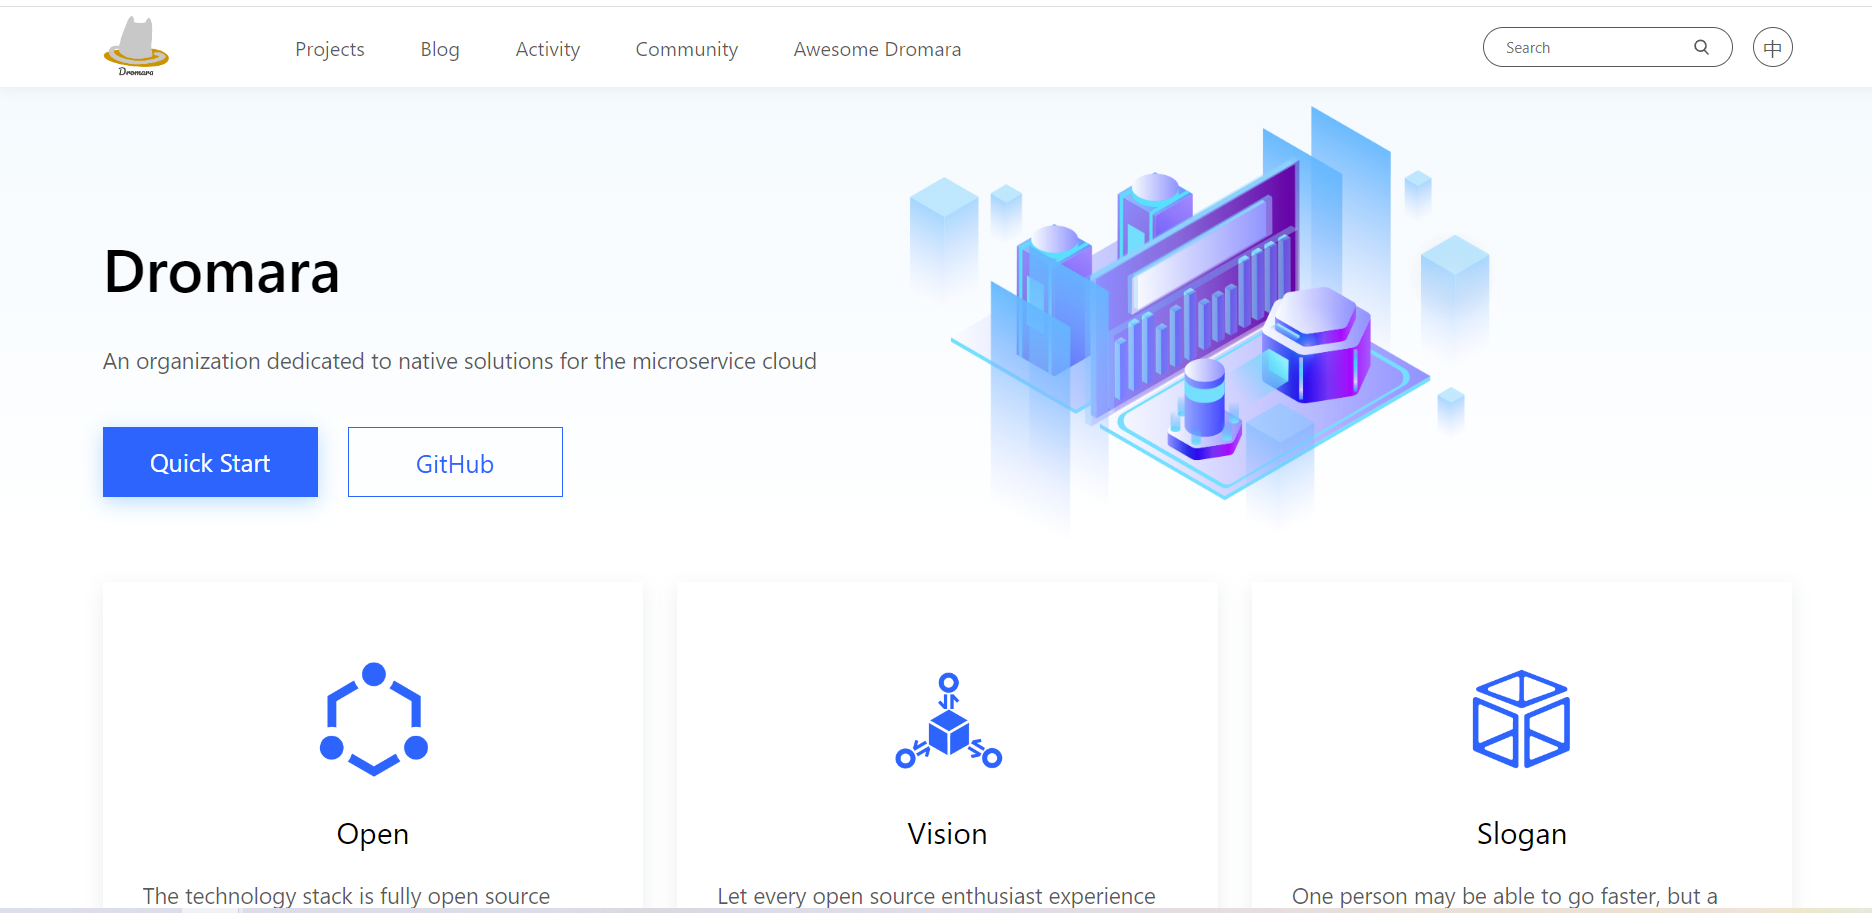 Dromara
Projects Blog Activity Community Awesome Dromara
Search
中
Dromara
An organization dedicated to native solutions for the microservice cloud
Quick Start
GitHub
Open
The technology stack is fully open source
Vision
Let every open source enthusiast experience
Slogan
One person may be able to go faster, but a